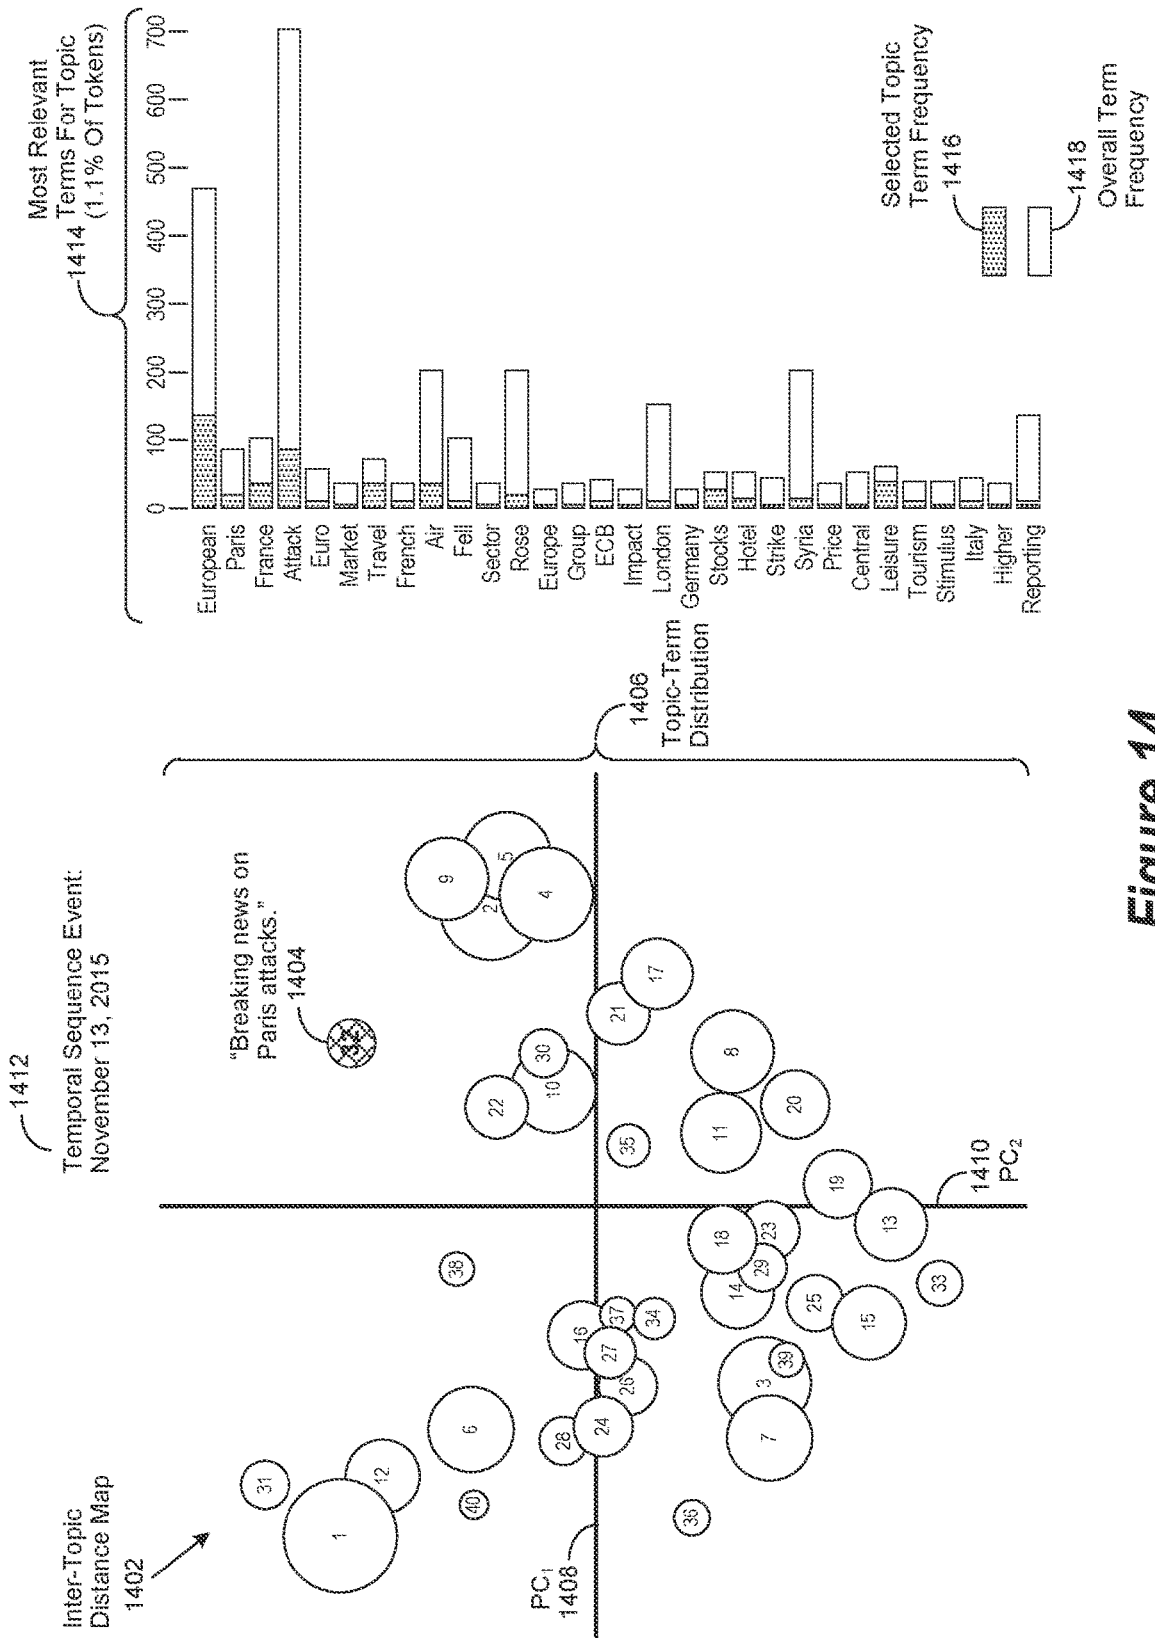 Inter-Topic
Distance Map
1402
1412
Temporal Sequence Event:
November 13, 2015
"Breaking news on
Paris attacks."
1404
31
1
12
40
6
38
32
22
30
10
9
5
2
4
28
24
16
27
37
26
34
35
21
17
36
7
3
39
14
18
29
23
25
15
33
13
19
11
20
8
PC1
1408
1410
PC2
1406
Topic-Term
Distribution
Most Relevant
Terms For Topic
(1.1% Of Tokens)
1414
0
100
200
300
400
500
600
700
European
Paris
France
Attack
Euro
Market
Travel
French
Air
Fell
Sector
Rose
Europe
Group
ECB
Impact
London
Germany
Stocks
Hotel
Strike
Syria
Price
Central
Leisure
Tourism
Stimulus
Italy
Higher
Reporting
Selected Topic
Term Frequency
1416
1418
Overall Term
Frequency
Figure 14